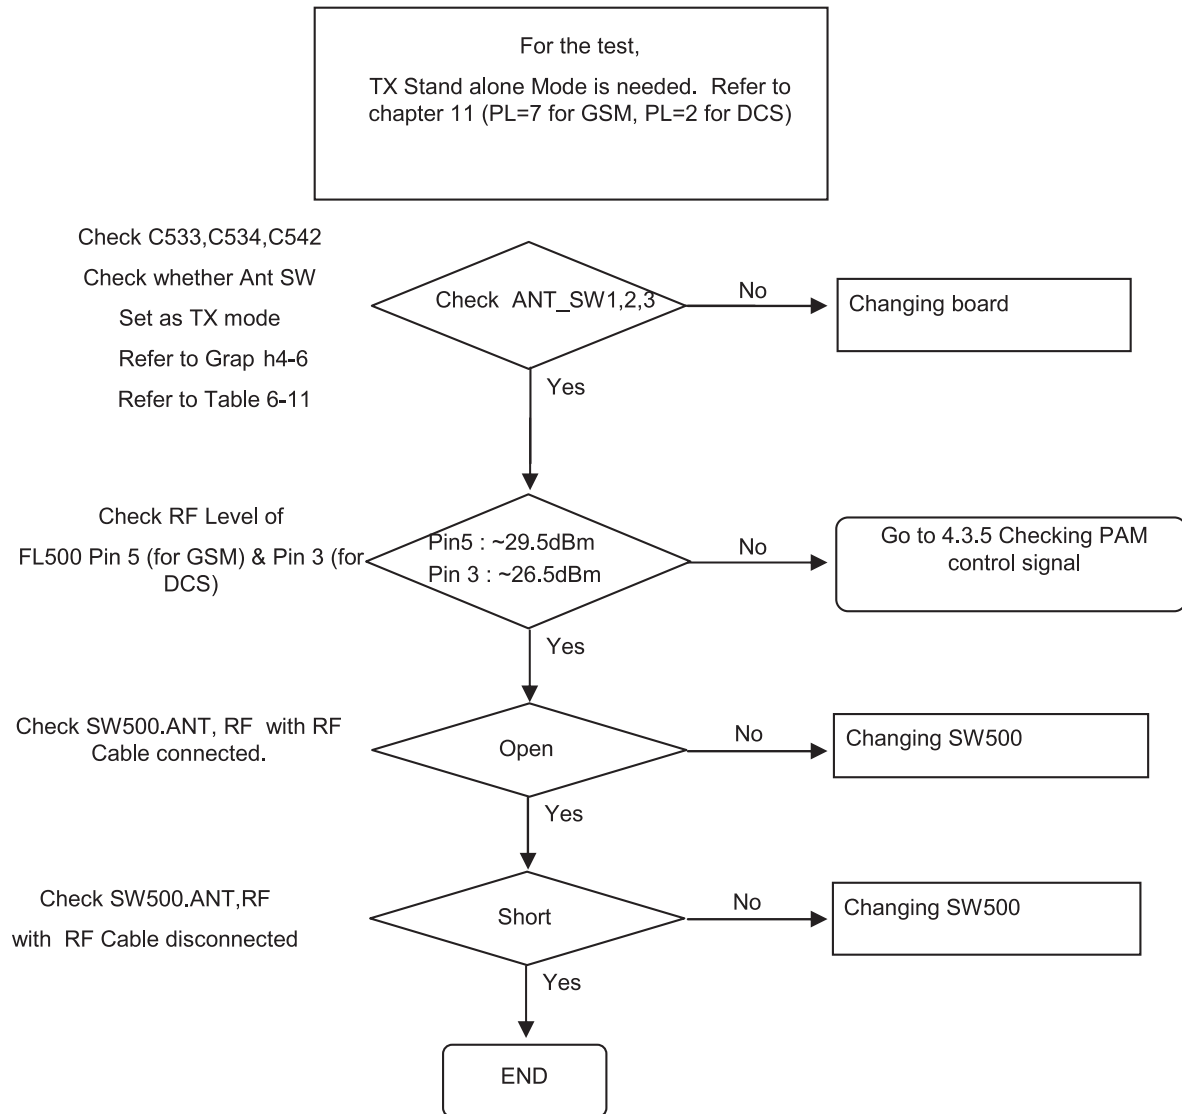 For the test,
TX Stand alone Mode is needed. Refer to
chapter 11 (PL=7 for GSM, PL=2 for DCS)
Check C533,C534,C542
Check whether Ant SW
Set as TX mode
Refer to Grap h4-6
Refer to Table 6-11
Check ANT_SW1,2,3
No
Changing board
Yes
Check RF Level of
FL500 Pin 5 (for GSM) & Pin 3 (for
DCS)
Pin5 : ~29.5dBm
Pin 3 : ~26.5dBm
No
Go to 4.3.5 Checking PAM
control signal
Yes
Check SW500.ANT, RF with RF
Cable connected.
Open
No
Changing SW500
Yes
Check SW500.ANT,RF
with RF Cable disconnected
Short
No
Changing SW500
Yes
END